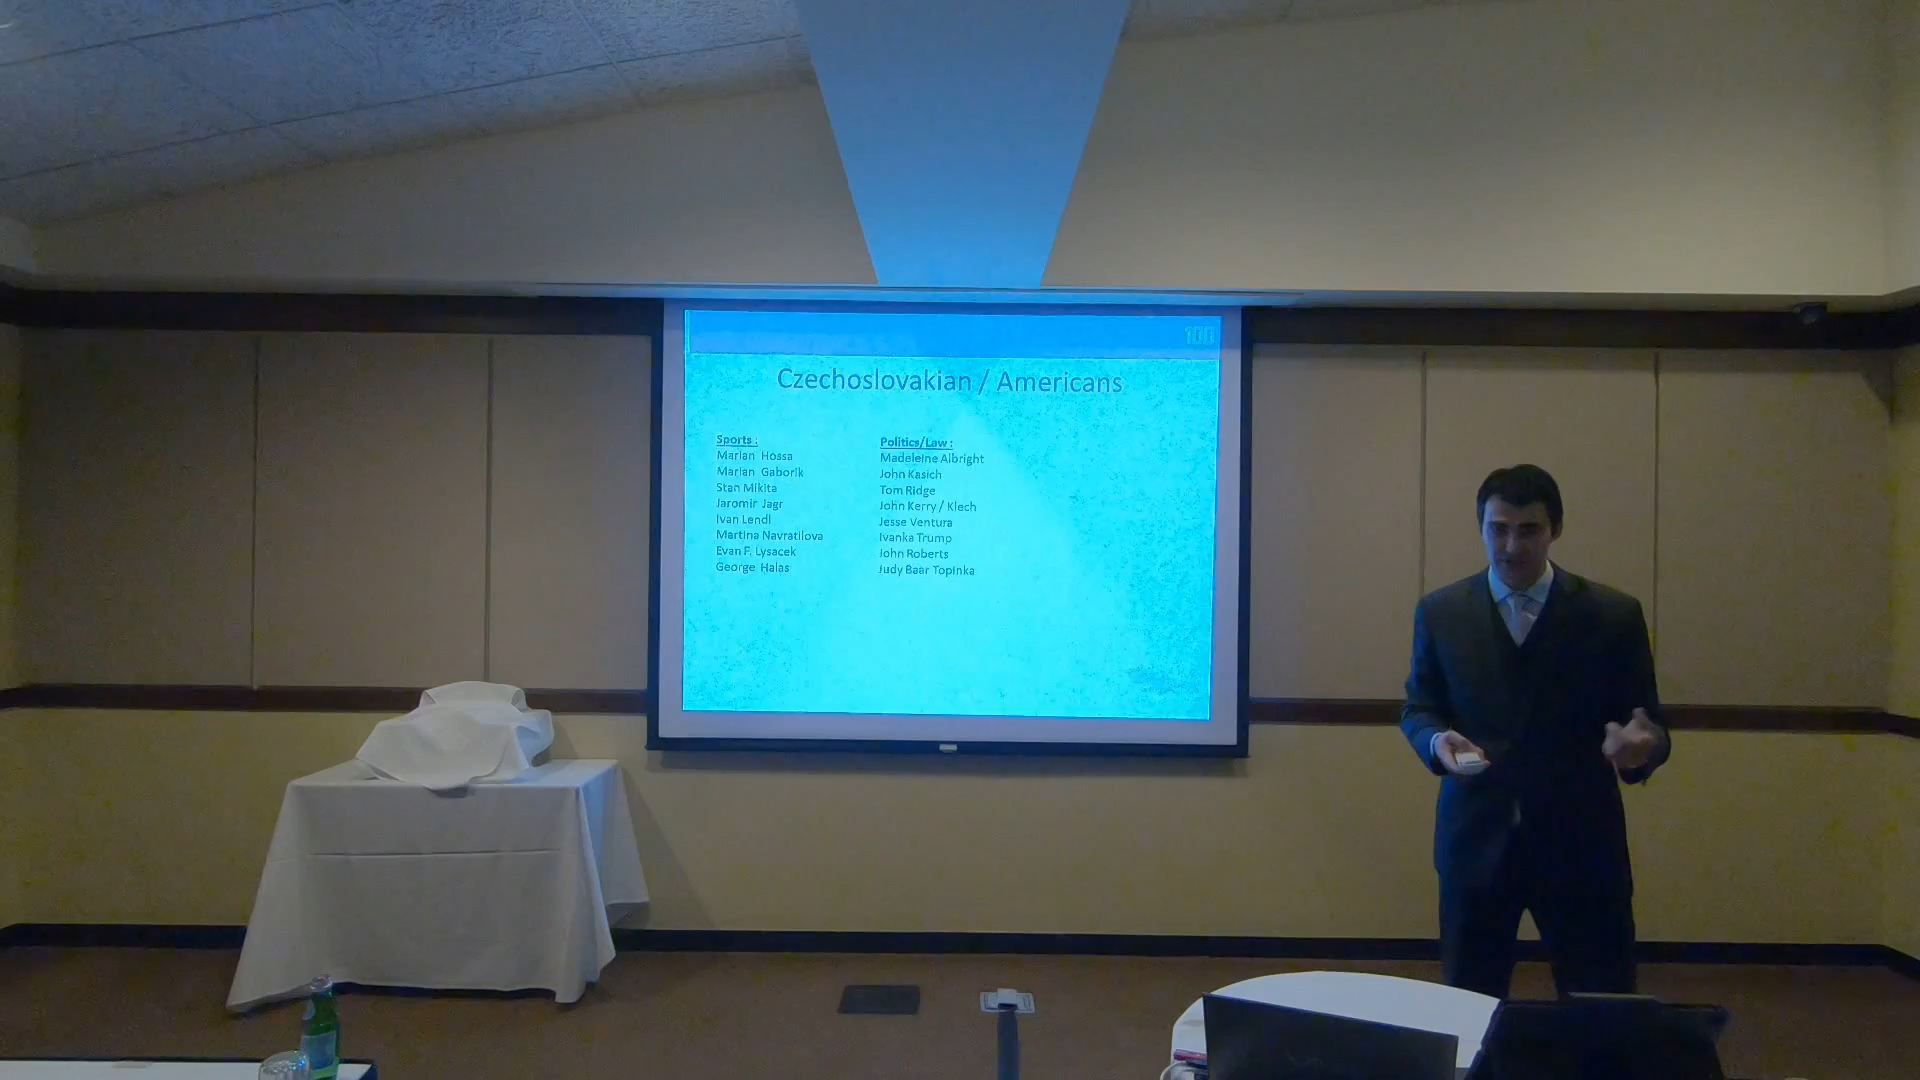 100
Czechoslovakian / Americans
Sports :
Marian Hossa
Marian Gaborik
Stan Mikita
Jaromir Jagr
Ivan Lendl
Martina Navratilova
Evan F. Lysacek
George Halas
Politics/Law :
Madeleine Albright
John Kasich
Tom Ridge
John Kerry / Klech
Jesse Ventura
Ivanka Trump
John Roberts
Judy Baar Topinka